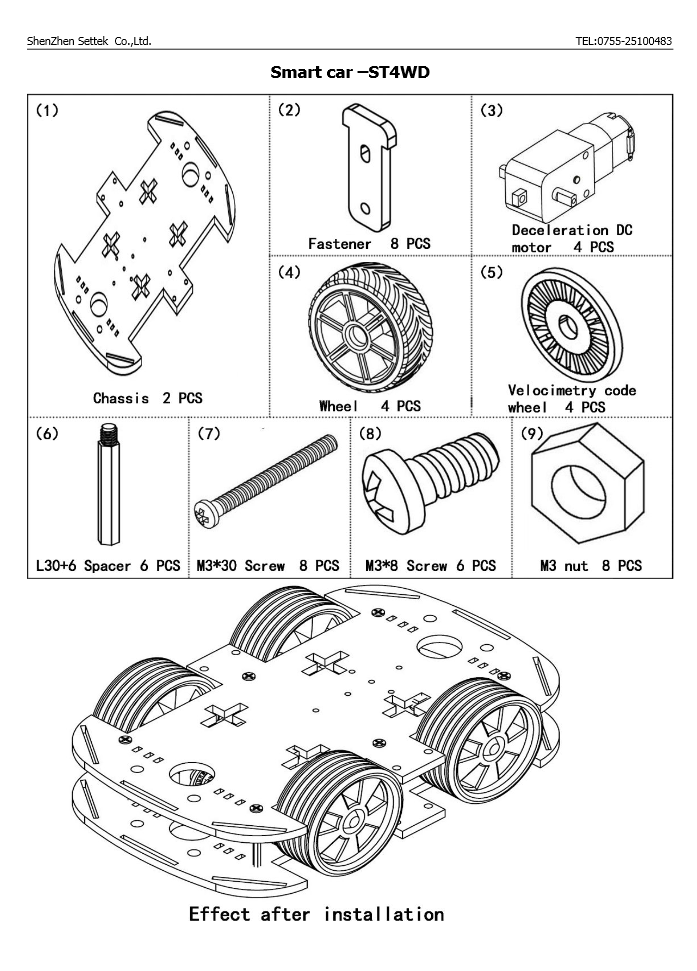 ShenZhen Settek Co.,Ltd.
TEL:0755-25100483
Smart car –ST4WD
(1)
Chassis 2 PCS
(2)
Fastener 8 PCS
(3)
Deceleration DC
motor 4 PCS
(4)
Wheel 4 PCS
(5)
Velocimetry code
wheel 4 PCS
(6)
L30+6 Spacer 6 PCS
(7)
M3*30 Screw 8 PCS
(8)
M3*8 Screw 6 PCS
(9)
M3 nut 8 PCS
Effect after installation